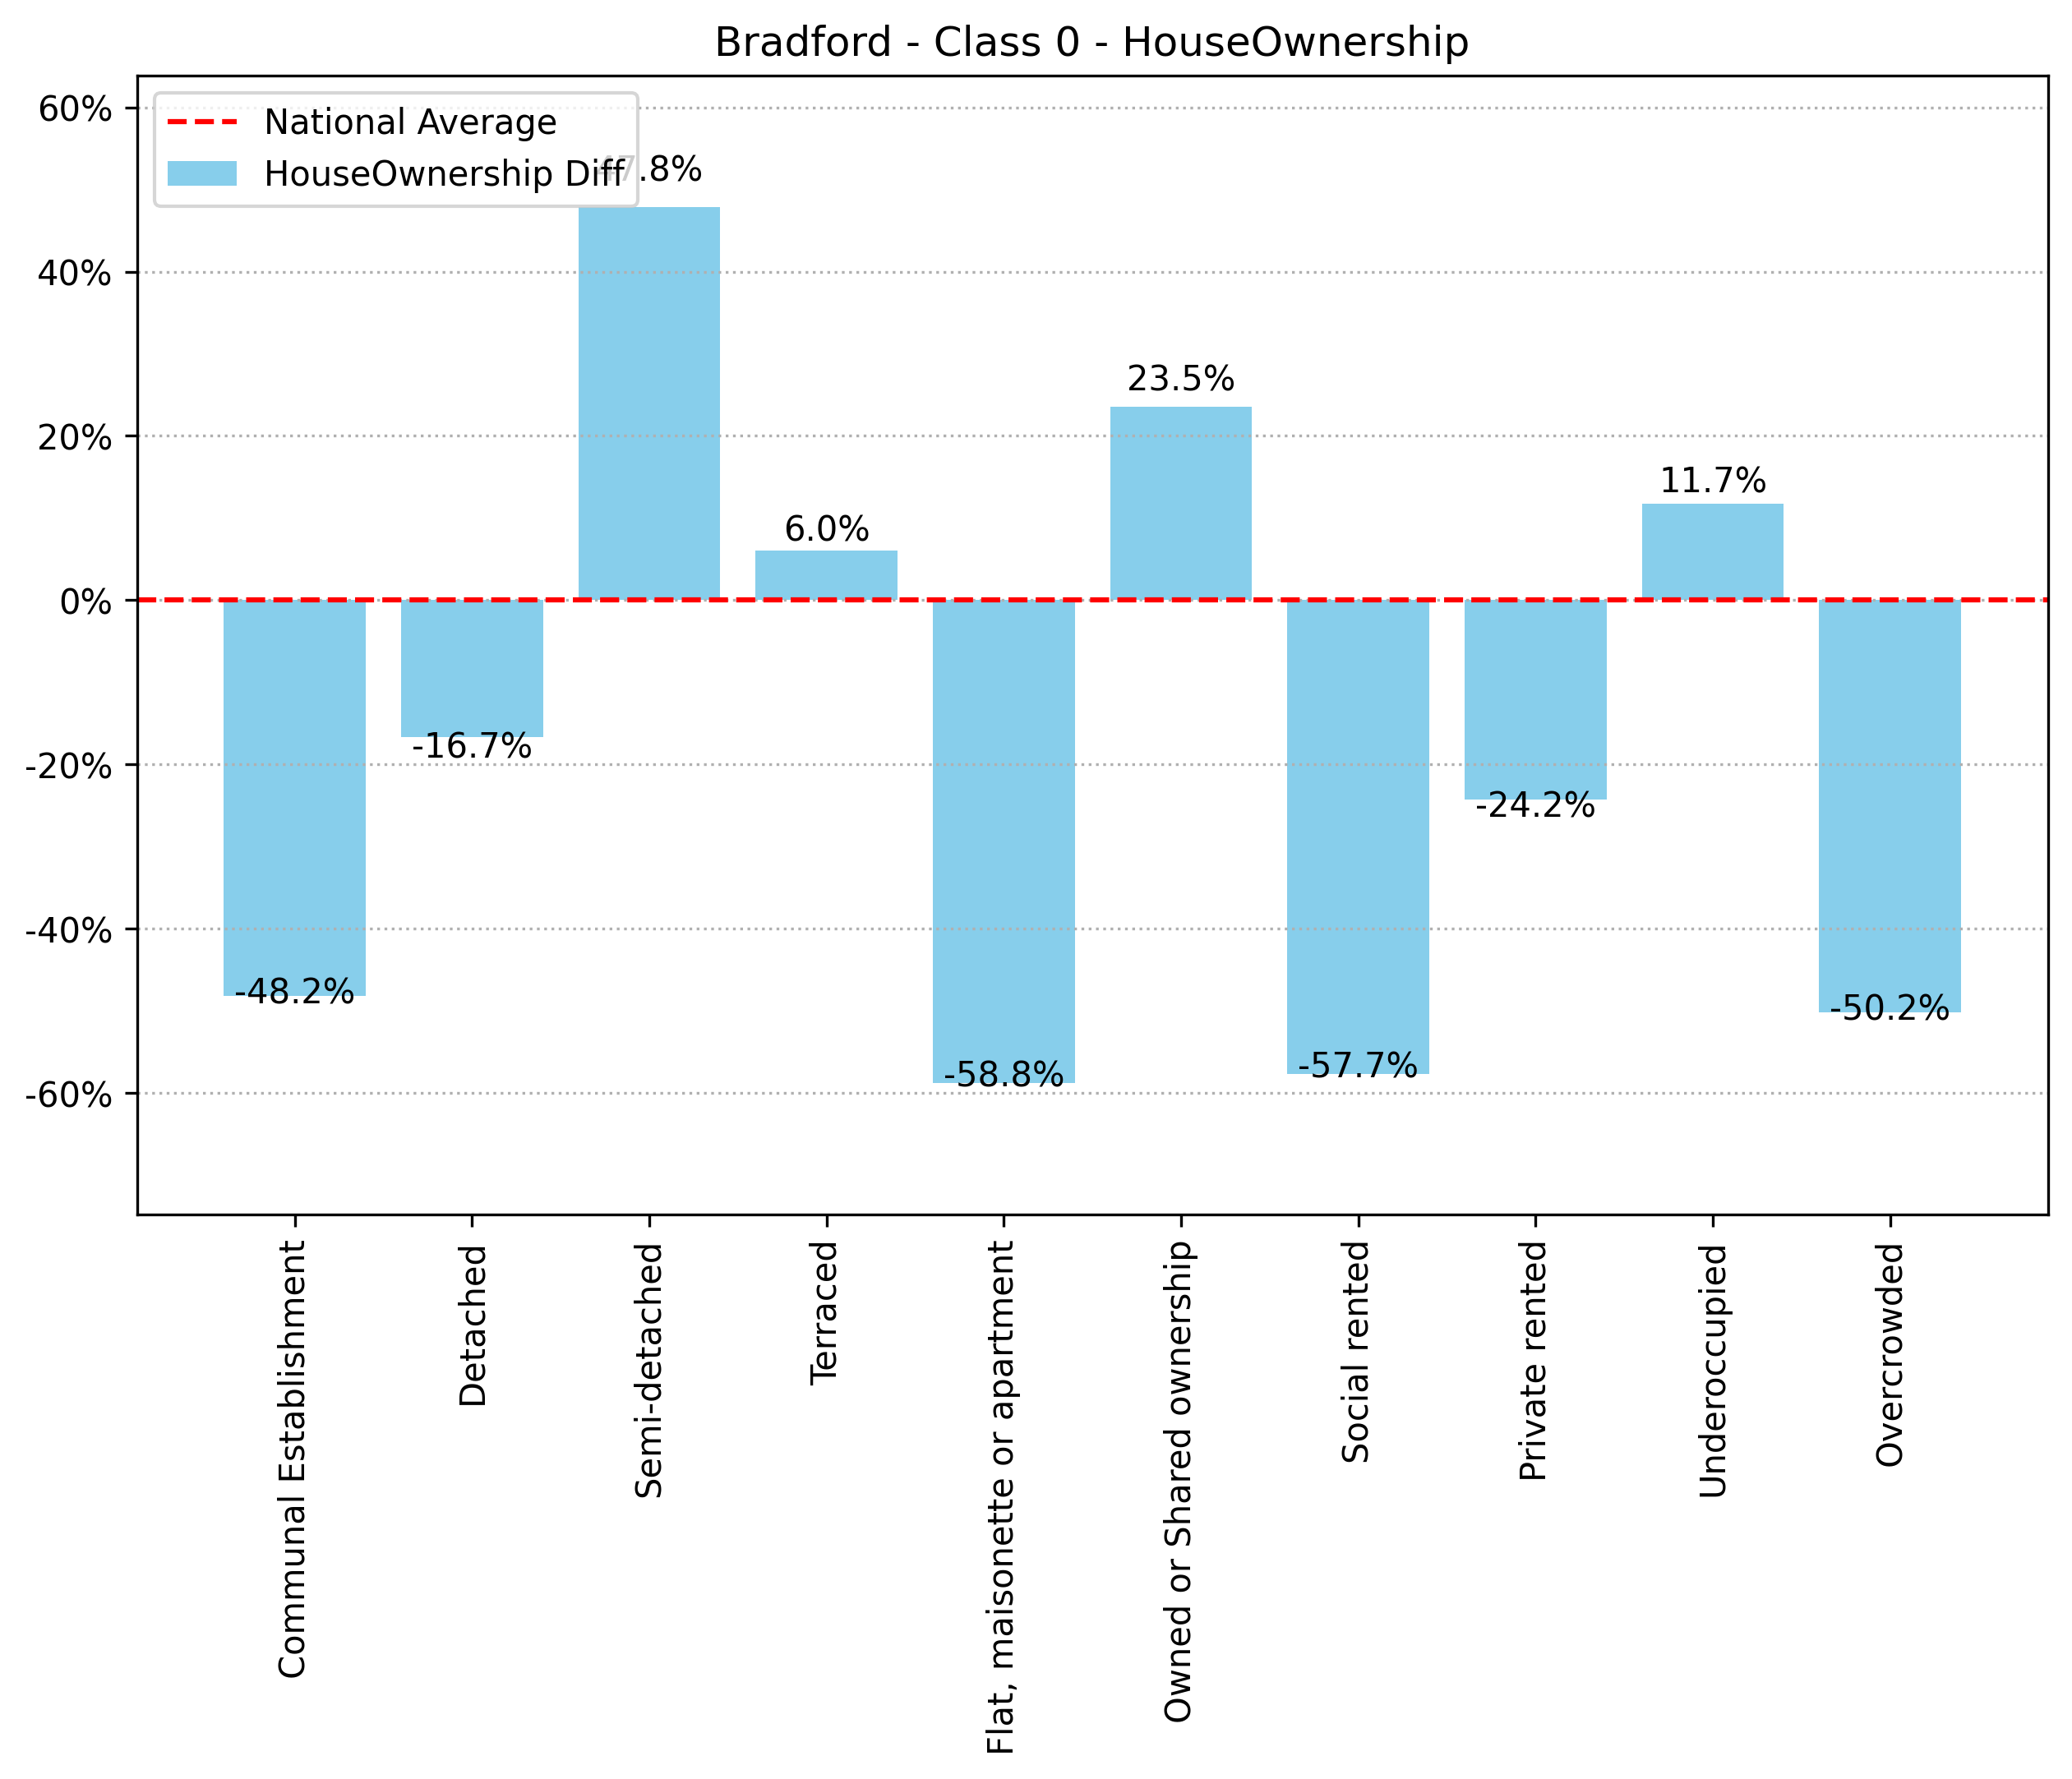 Bradford - Class 0 - HouseOwnership
60%
40%
20%
0%
-20%
-40%
-60%
National Average
HouseOwnership Diff
-48.2%
-16.7%
47.8%
6.0%
-58.8%
23.5%
-57.7%
-24.2%
11.7%
-50.2%
Communal Establishment
Detached
Semi-detached
Terraced
Flat, maisonette or apartment
Owned or Shared ownership
Social rented
Private rented
Underoccupied
Overcrowded